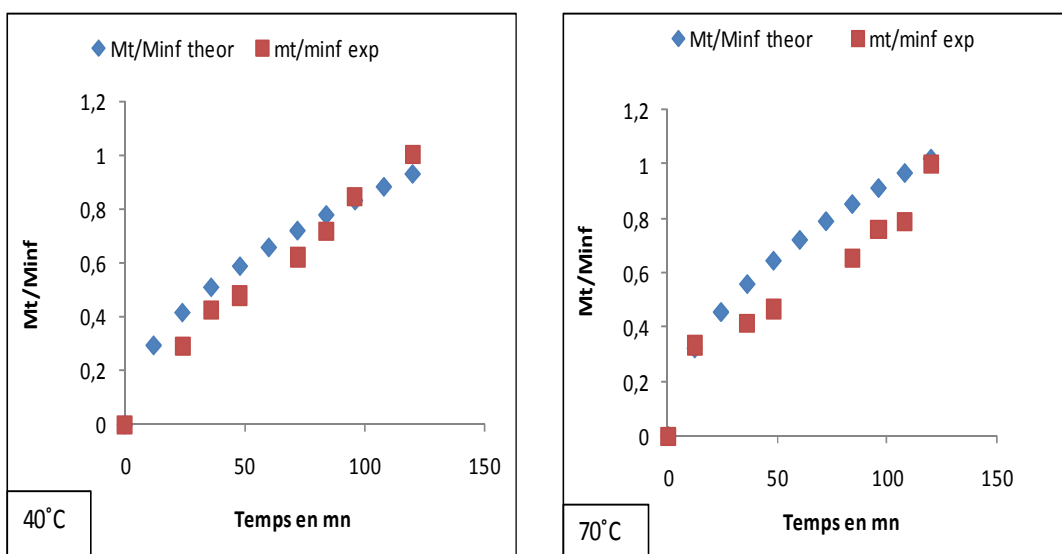 Mt/Minf theor mt/minf exp
1,2
1
0,8
0,6
0,4
0,2
0
0 50 100 150
Mt/Minf
Temps en mn
40°C
Mt/Minf theor mt/minf exp
1,2
1
0,8
0,6
0,4
0,2
0
0 50 100 150
Mt/Minf
Temps en mn
70°C